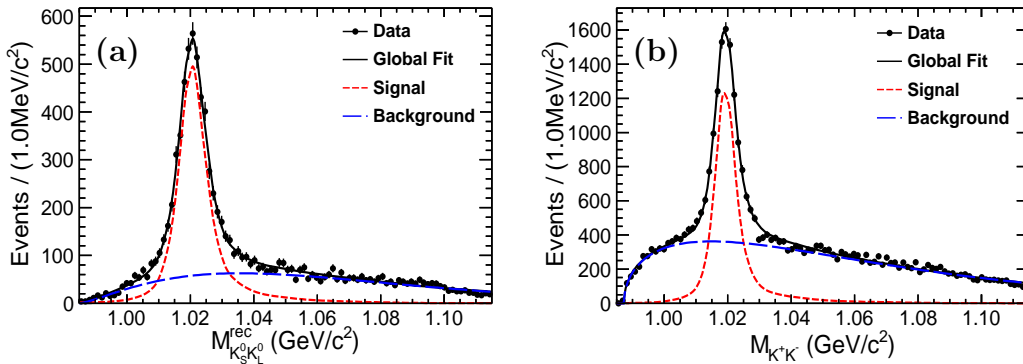 (a)
Data
Global Fit
Signal
Background
Events / (1.0MeV/c²)
600
500
400
300
200
100
0
1.00 1.02 1.04 1.06 1.08 1.10
M^rec_{K⁰_S K⁰_L} (GeV/c²)
(b)
Data
Global Fit
Signal
Background
Events / (1.0MeV/c²)
1600
1400
1200
1000
800
600
400
200
0
1.00 1.02 1.04 1.06 1.08 1.10
M_{K⁺K⁻} (GeV/c²)